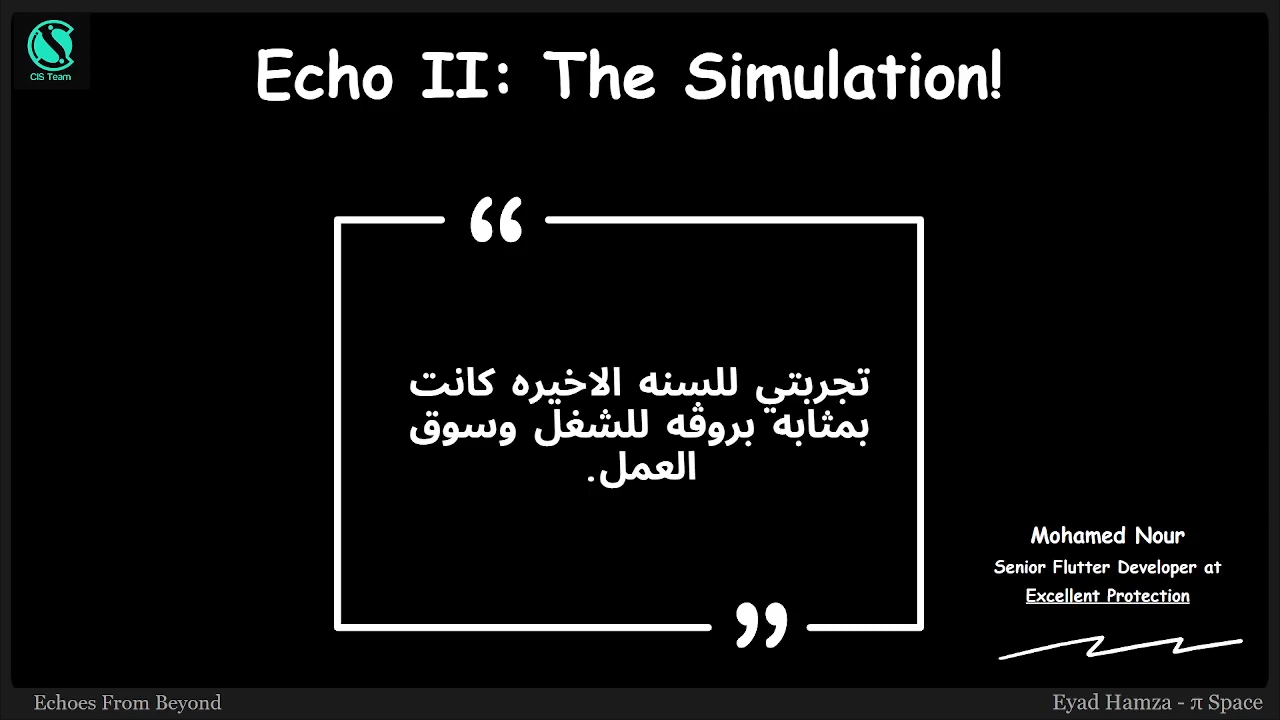 CIS Team
Echo II: The Simulation!
“
تجربتي للسنه الاخيره كانت
بمثابه بروڤه للشغل وسوق
العمل.
”
Mohamed Nour
Senior Flutter Developer at
Excellent Protection
Echoes From Beyond
Eyad Hamza - π Space